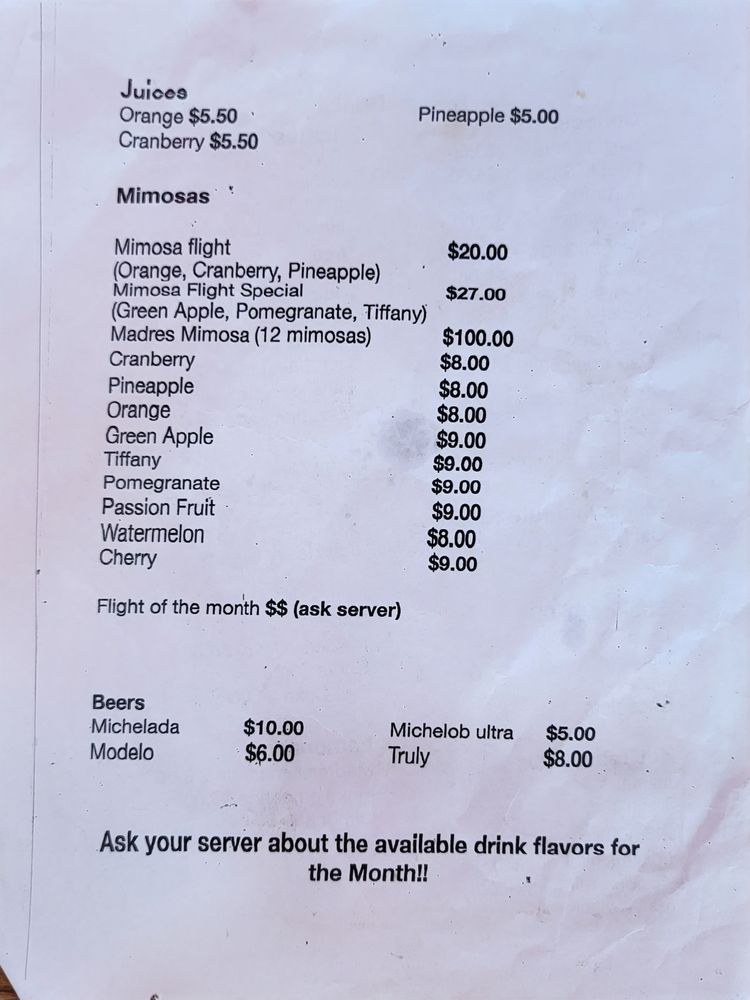 Juices
Orange $5.50 Pineapple $5.00
Cranberry $5.50
Mimosas
Mimosa flight $20.00
(Orange, Cranberry, Pineapple)
Mimosa Flight Special $27.00
(Green Apple, Pomegranate, Tiffany)
Madres Mimosa (12 mimosas) $100.00
Cranberry $8.00
Pineapple $8.00
Orange $8.00
Green Apple $9.00
Tiffany $9.00
Pomegranate $9.00
Passion Fruit $9.00
Watermelon $8.00
Cherry $9.00
Flight of the month $$ (ask server)
Beers
Michelada $10.00 Michelob ultra $5.00
Modelo $6.00 Truly $8.00
Ask your server about the available drink flavors for
the Month!!